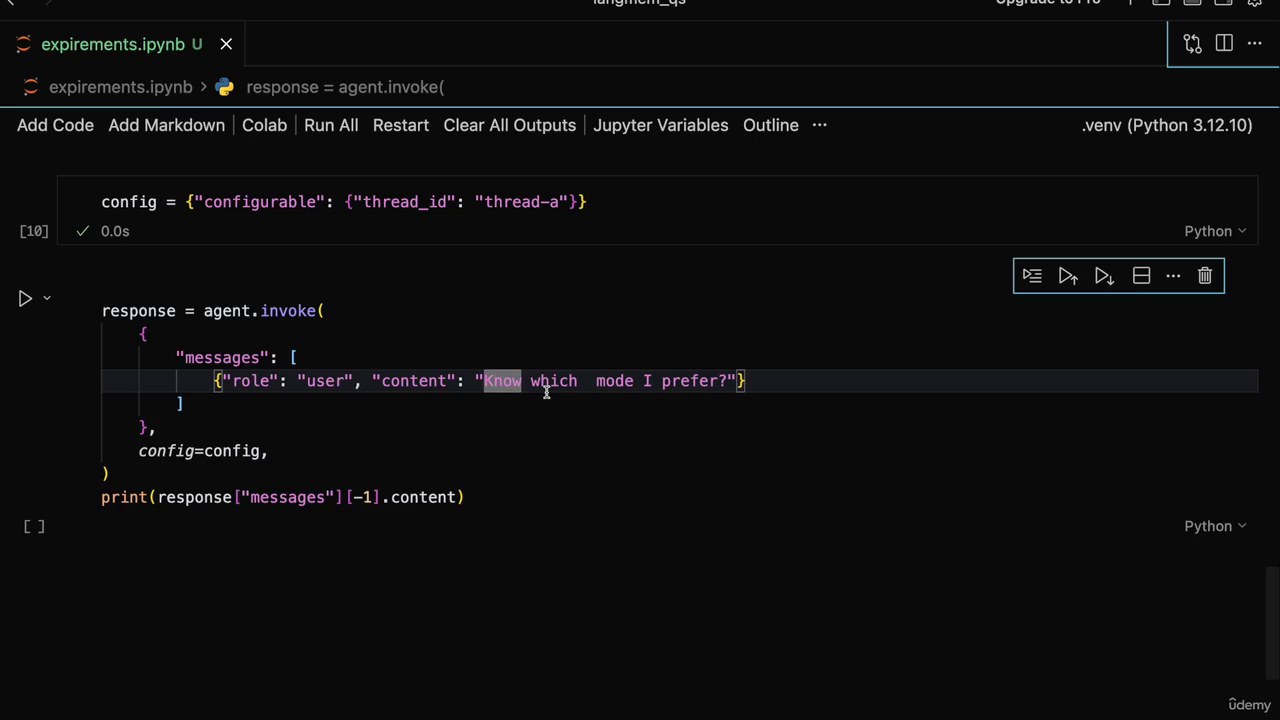 langmem_qs
expirements.ipynb U
expirements.ipynb > response = agent.invoke(
Add Code Add Markdown Colab Run All Restart Clear All Outputs Jupyter Variables Outline ... .venv (Python 3.12.10)
config = {"configurable": {"thread_id": "thread-a"}}
[10] 0.0s Python
response = agent.invoke(
{
"messages": [
{"role": "user", "content": "Know which  mode I prefer?"}
]
},
config=config,
)
print(response["messages"][-1].content)
[ ] Python
ûdemy